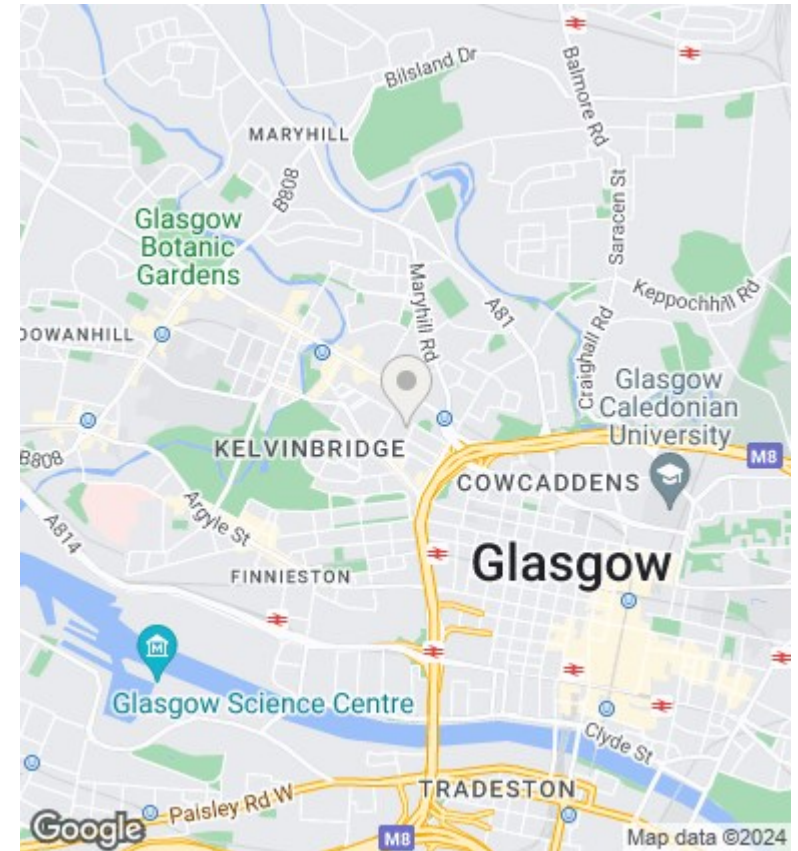 Bilsland Dr
Balmore Rd
MARYHILL
B808
Saracen St
Glasgow
Botanic
Gardens
Maryhill Rd
A81
Keppochhill Rd
DOWANHILL
Craighall Rd
Glasgow
Caledonian
University
KELVINBRIDGE
M8
B808
COWCADDENS
Argyle St
A814
Glasgow
FINNIESTON
M
Glasgow Science Centre
Clyde St
TRADESTON
Paisley Rd W
Google
M8
Map data ©2024